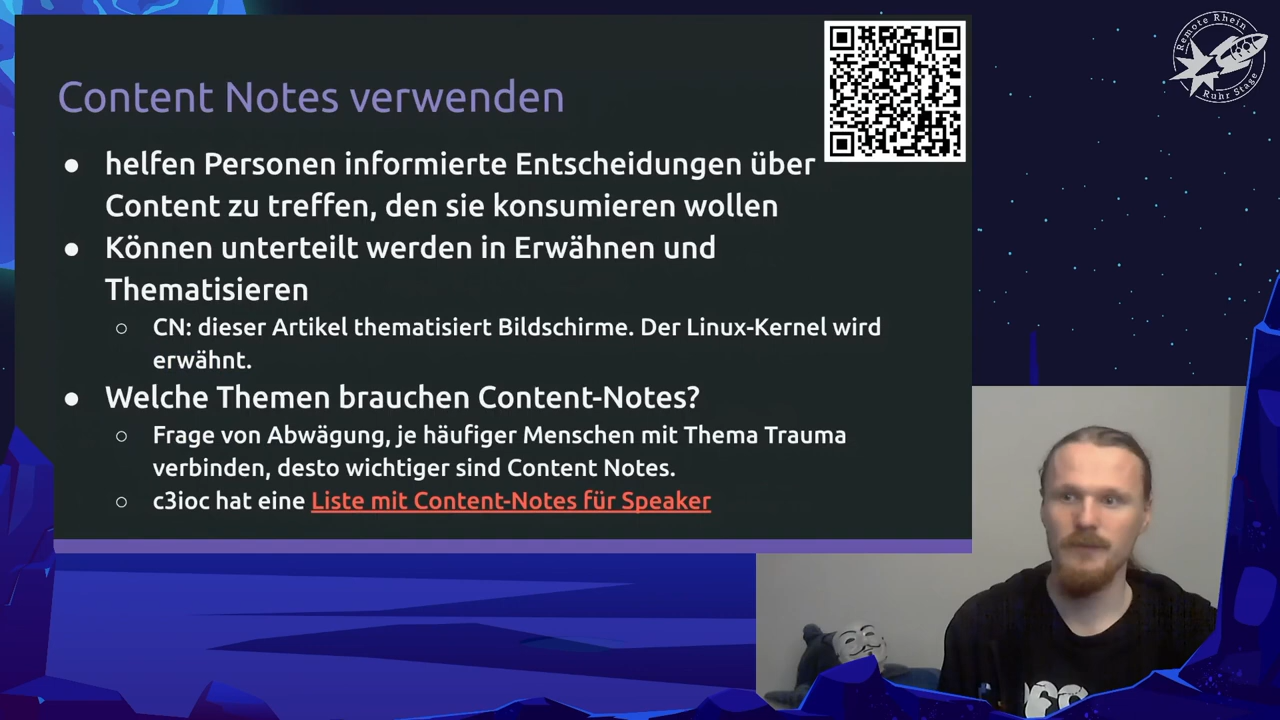 Remote Rhein
Ruhr Stage
Content Notes verwenden
● helfen Personen informierte Entscheidungen über
Content zu treffen, den sie konsumieren wollen
● Können unterteilt werden in Erwähnen und
Thematisieren
○ CN: dieser Artikel thematisiert Bildschirme. Der Linux-Kernel wird
erwähnt.
● Welche Themen brauchen Content-Notes?
○ Frage von Abwägung, je häufiger Menschen mit Thema Trauma
verbinden, desto wichtiger sind Content Notes.
○ c3ioc hat eine Liste mit Content-Notes für Speaker